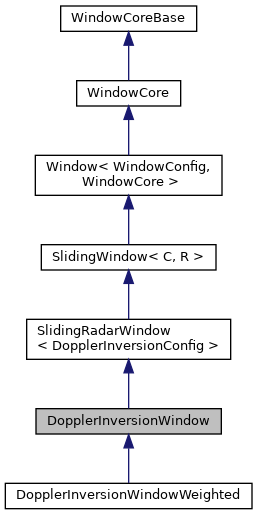 WindowCoreBase
WindowCore
Window< WindowConfig,
WindowCore >
SlidingWindow< C, R >
SlidingRadarWindow
< DopplerInversionConfig >
DopplerInversionWindow
DopplerInversionWindowWeighted